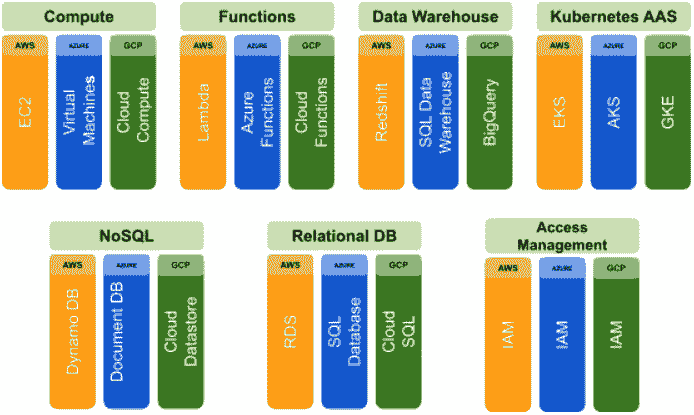 Compute
AWS
AZURE
GCP
EC2
Virtual
Machines
Cloud
Compute
Functions
AWS
AZURE
GCP
Lambda
Azure
Functions
Cloud
Functions
Data Warehouse
AWS
AZURE
GCP
Redshift
SQL Data
Warehouse
BigQuery
Kubernetes AAS
AWS
AZURE
GCP
EKS
AKS
GKE
NoSQL
AWS
AZURE
GCP
Dynamo DB
Document DB
Cloud
Datastore
Relational DB
AWS
AZURE
GCP
RDS
SQL
Database
Cloud
SQL
Access
Management
AWS
AZURE
GCP
IAM
IAM
IAM